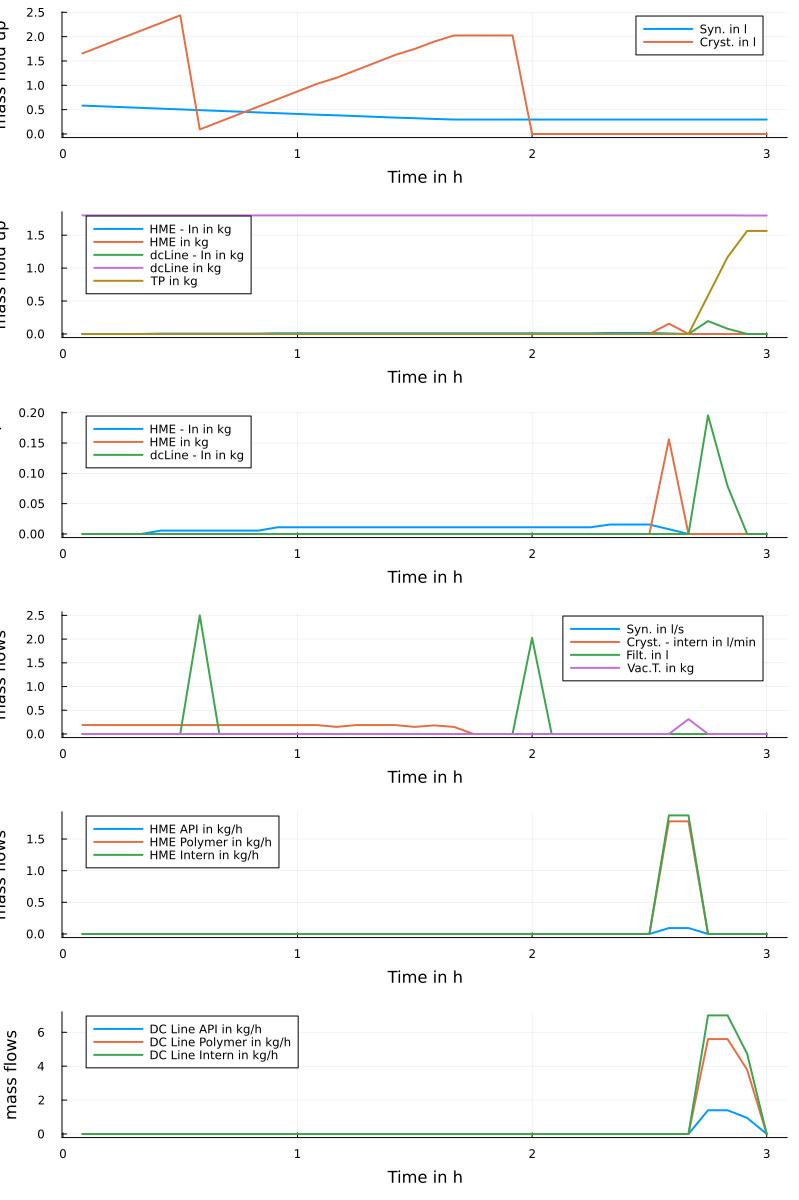 2.5
2.0
1.5
1.0
0.5
0.0
mass hold up
Syn. in l
Cryst. in l
0 1 2 3
Time in h
1.5
1.0
0.5
0.0
mass hold up
HME - In in kg
HME in kg
dcLine - In in kg
dcLine in kg
TP in kg
0 1 2 3
Time in h
0.20
0.15
0.10
0.05
0.00
HME - In in kg
HME in kg
dcLine - In in kg
0 1 2 3
Time in h
2.5
2.0
1.5
1.0
0.5
0.0
mass flows
Syn. in l/s
Cryst. - intern in l/min
Filt. in l
Vac.T. in kg
0 1 2 3
Time in h
1.5
1.0
0.5
0.0
mass flows
HME API in kg/h
HME Polymer in kg/h
HME Intern in kg/h
0 1 2 3
Time in h
6
4
2
0
mass flows
DC Line API in kg/h
DC Line Polymer in kg/h
DC Line Intern in kg/h
0 1 2 3
Time in h